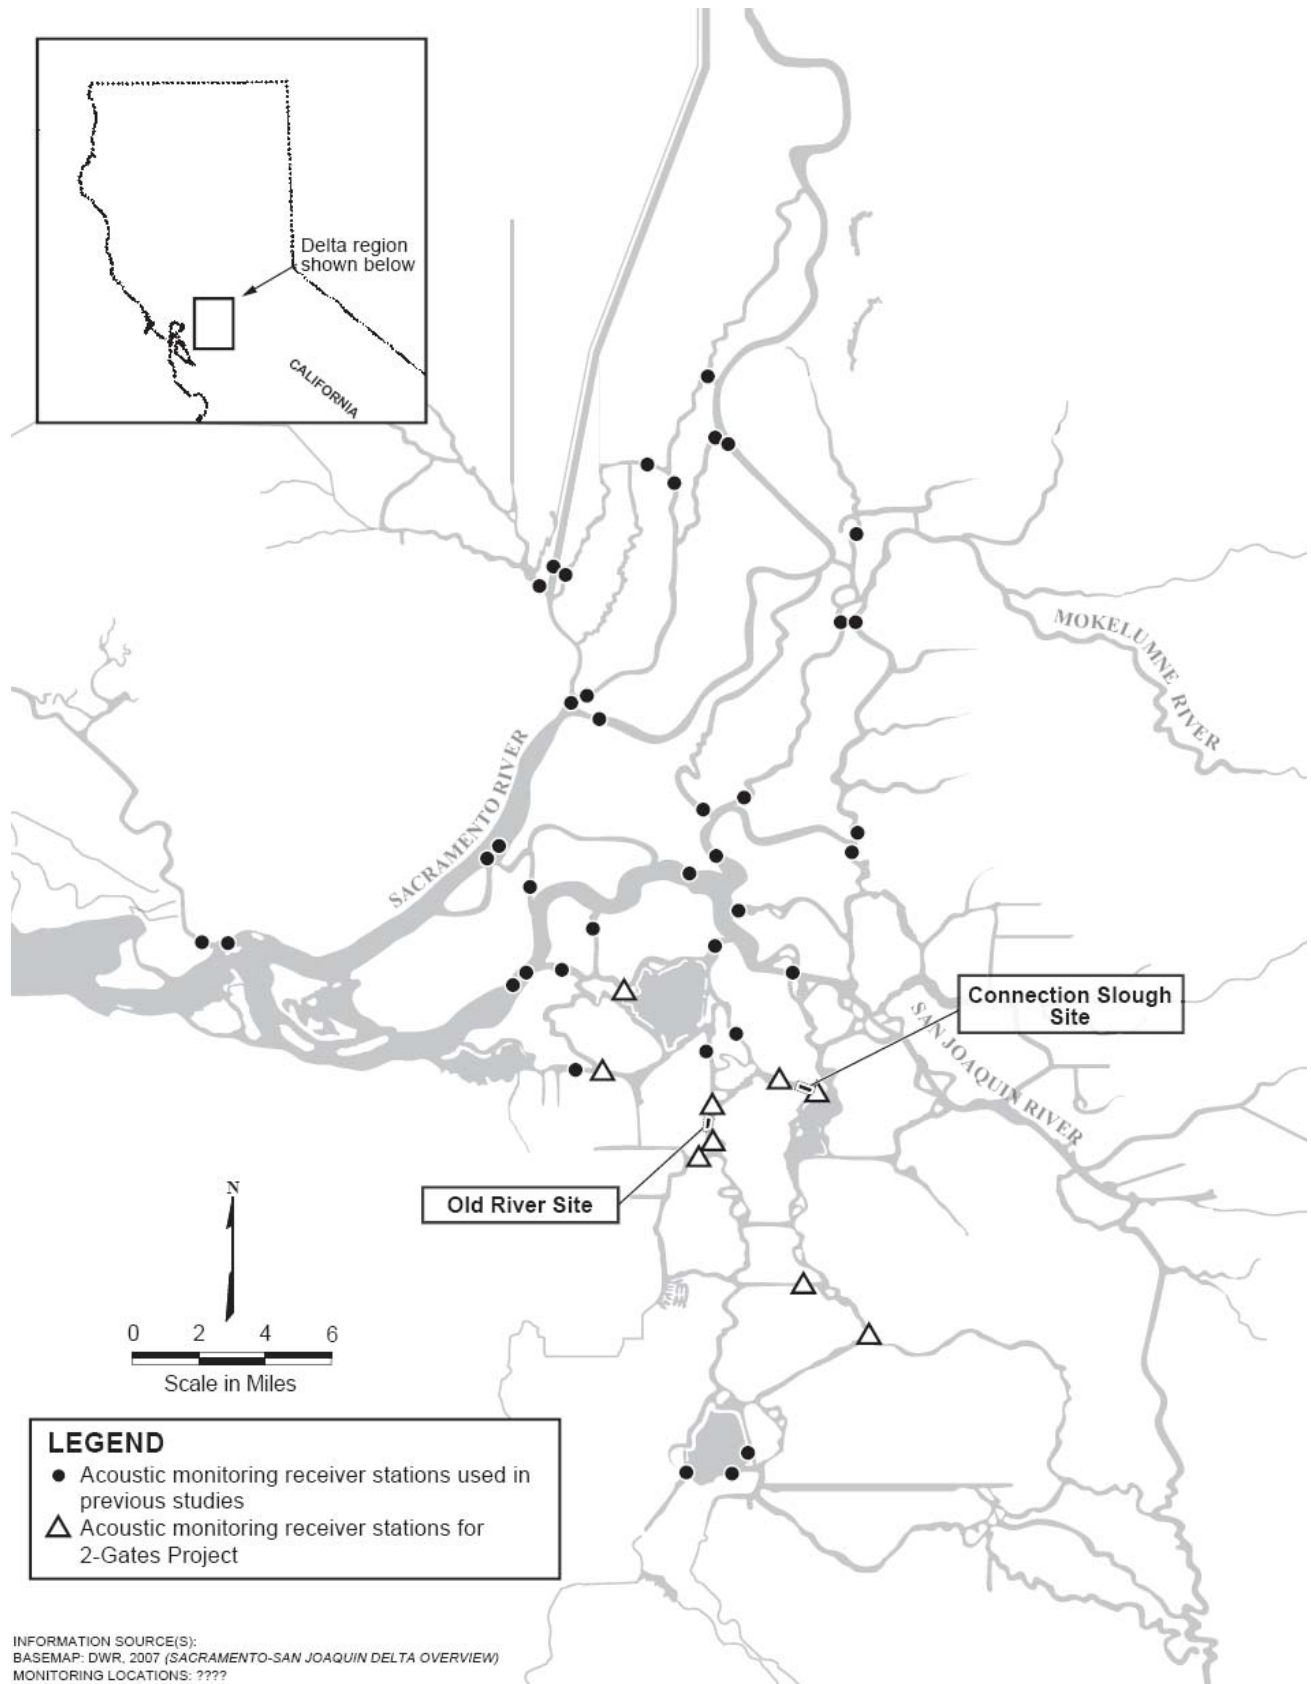 Delta region
shown below
CALIFORNIA
MOKELUMNE RIVER
SACRAMENTO RIVER
Connection Slough
Site
SAN JOAQUIN RIVER
Old River Site
N
0 2 4 6
Scale in Miles
LEGEND
Acoustic monitoring receiver stations used in
previous studies
Acoustic monitoring receiver stations for
2-Gates Project
INFORMATION SOURCE(S):
BASEMAP: DWR, 2007 (SACRAMENTO-SAN JOAQUIN DELTA OVERVIEW)
MONITORING LOCATIONS: ????